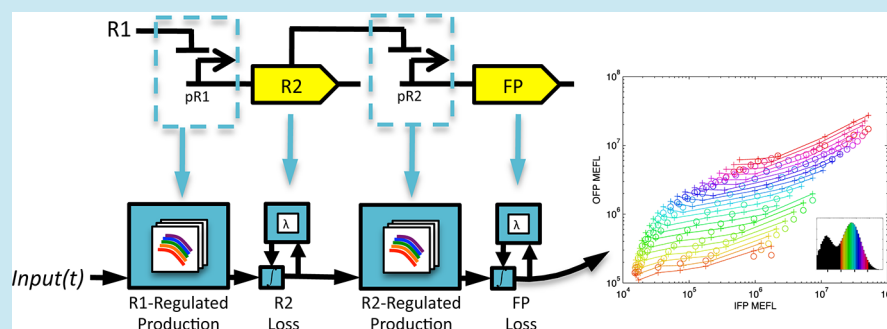 R1
pR1
R2
pR2
FP
λ
λ
Input(t)
∫
∫
R1-Regulated
Production
R2
Loss
R2-Regulated
Production
FP
Loss
OFP MEFL
10^8
10^7
10^6
10^5
10^4
10^5
10^6
10^7
IFP MEFL